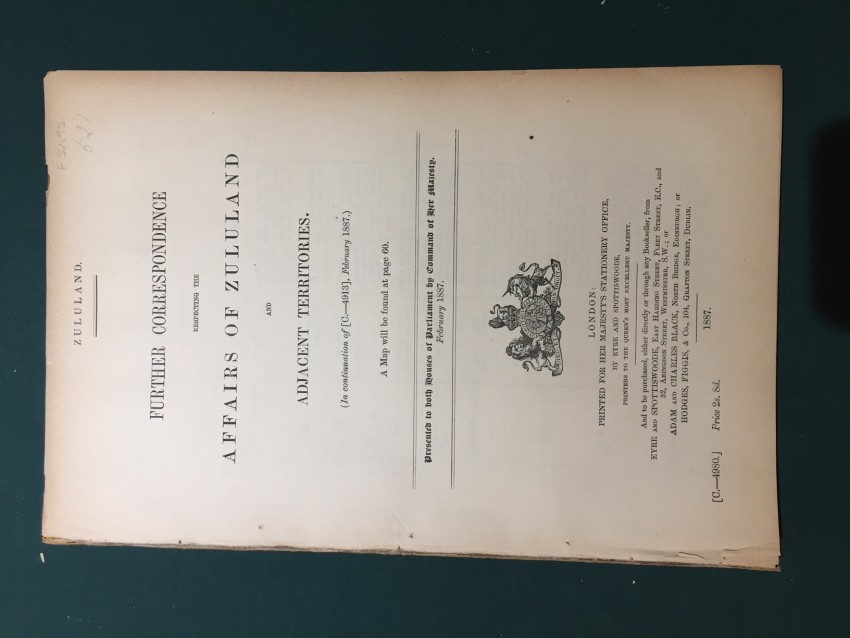 ZULULAND.
FURTHER CORRESPONDENCE
RESPECTING THE
AFFAIRS OF ZULULAND
AND
ADJACENT TERRITORIES.
(In continuation of [C.—4913], February 1887.)
A Map will be found at page 60.
Presented to both Houses of Parliament by Command of Her Majesty.
February 1887.
LONDON:
PRINTED FOR HER MAJESTY'S STATIONERY OFFICE,
BY EYRE AND SPOTTISWOODE,
PRINTERS TO THE QUEEN'S MOST EXCELLENT MAJESTY.
And to be purchased, either directly or through any Bookseller, from
EYRE AND SPOTTISWOODE, EAST HARDING STREET, FLEET STREET, E.C., and
32, ABINGDON STREET, WESTMINSTER, S.W.; or
ADAM AND CHARLES BLACK, NORTH BRIDGE, EDINBURGH; or
HODGES, FIGGIS, & Co., 104, GRAFTON STREET, DUBLIN.
1887.
[C.—4980.] Price 2s. 8d.